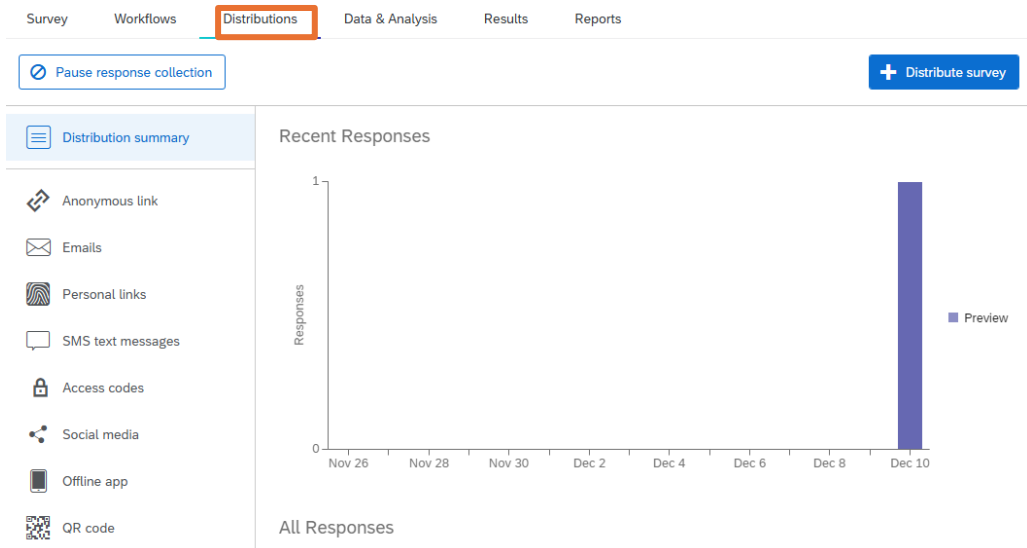 Survey Workflows Distributions Data & Analysis Results Reports
Pause response collection
Distribute survey
Distribution summary
Anonymous link
Emails
Personal links
SMS text messages
Access codes
Social media
Offline app
QR code
Recent Responses
1
Responses
0
Nov 26 Nov 28 Nov 30 Dec 2 Dec 4 Dec 6 Dec 8 Dec 10
Preview
All Responses